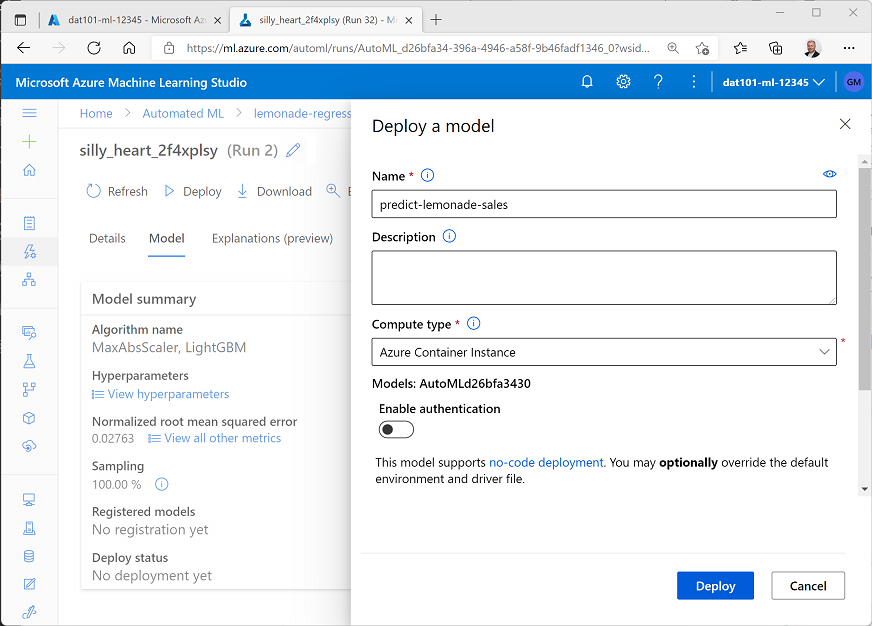 dat101-ml-12345 - Microsoft Az
silly_heart_2f4xplsy (Run 32) - M
https://ml.azure.com/automl/runs/AutoML_d26bfa34-396a-4946-a58f-9b46fadf1346_0?wsid...
Microsoft Azure Machine Learning Studio
dat101-ml-12345
GM
Home > Automated ML > lemonade-regress
silly_heart_2f4xplsy (Run 2)
Refresh Deploy Download E
Details Model Explanations (preview)
Model summary
Algorithm name
MaxAbsScaler, LightGBM
Hyperparameters
View hyperparameters
Normalized root mean squared error
0.02763 View all other metrics
Sampling
100.00 %
Registered models
No registration yet
Deploy status
No deployment yet
Deploy a model
Name *
predict-lemonade-sales
Description
Compute type *
Azure Container Instance
*
Models: AutoMLd26bfa3430
Enable authentication
This model supports no-code deployment. You may optionally override the default
environment and driver file.
Deploy Cancel